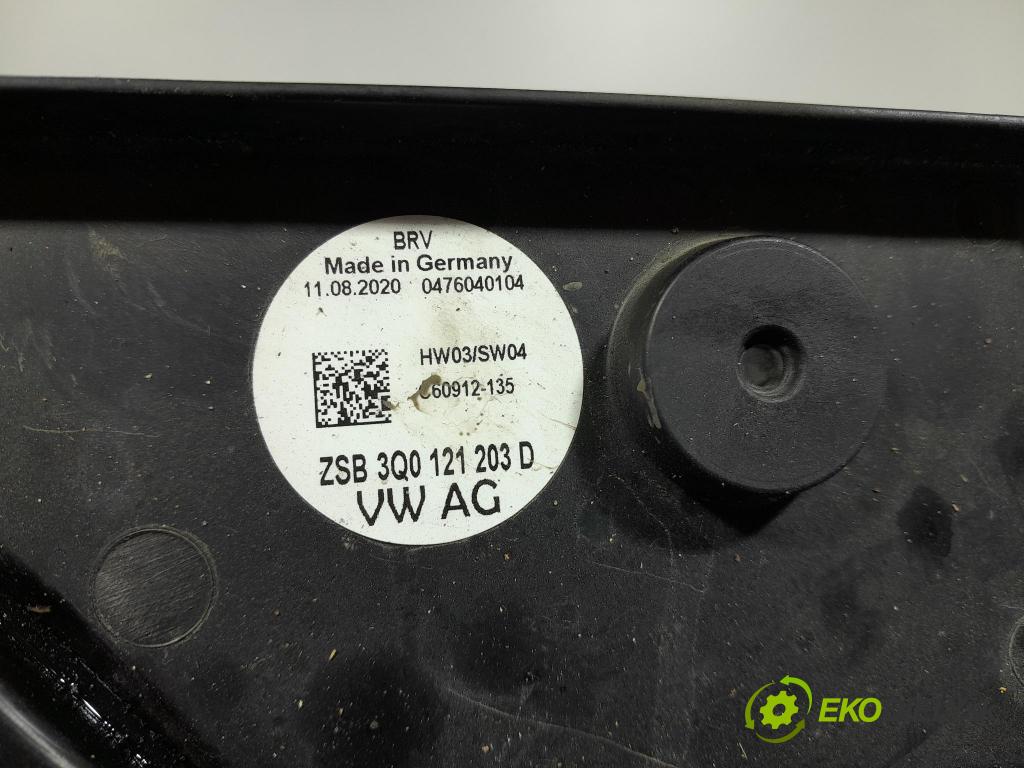 BRV
Made in Germany
11.08.2020 0476040104
HW03/SW04
C60912-135
ZSB 3Q0 121 203 D
VW AG
EKO